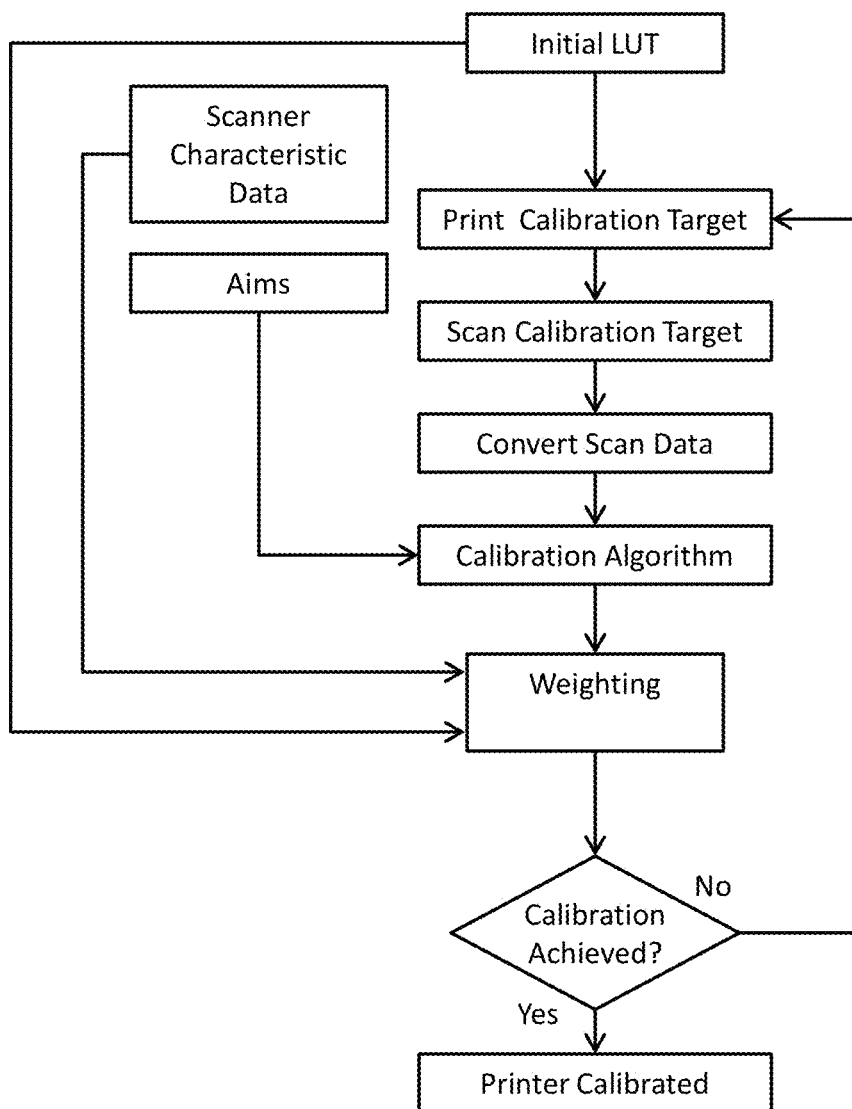 Initial LUT
Scanner
Characteristic
Data
Print Calibration Target
Aims
Scan Calibration Target
Convert Scan Data
Calibration Algorithm
Weighting
No
Calibration
Achieved?
Yes
Printer Calibrated